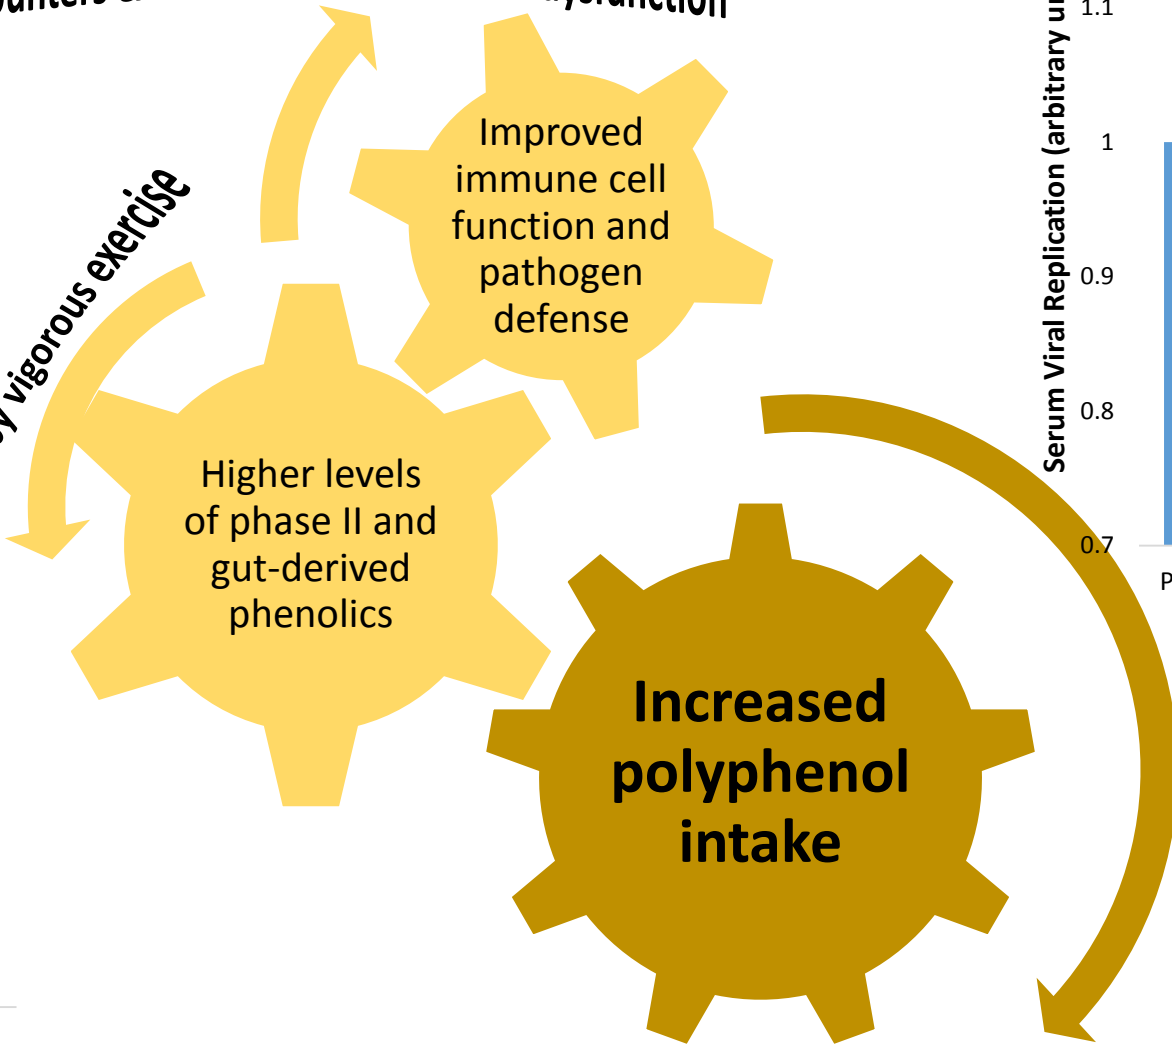 Improved
immune cell
function and
pathogen
defense
vigorous exercise
Higher levels
of phase II and
gut-derived
phenolics
Increased
polyphenol
intake
Serum Viral Replication (arbitrary
1.1
1
0.9
0.8
0.7
P